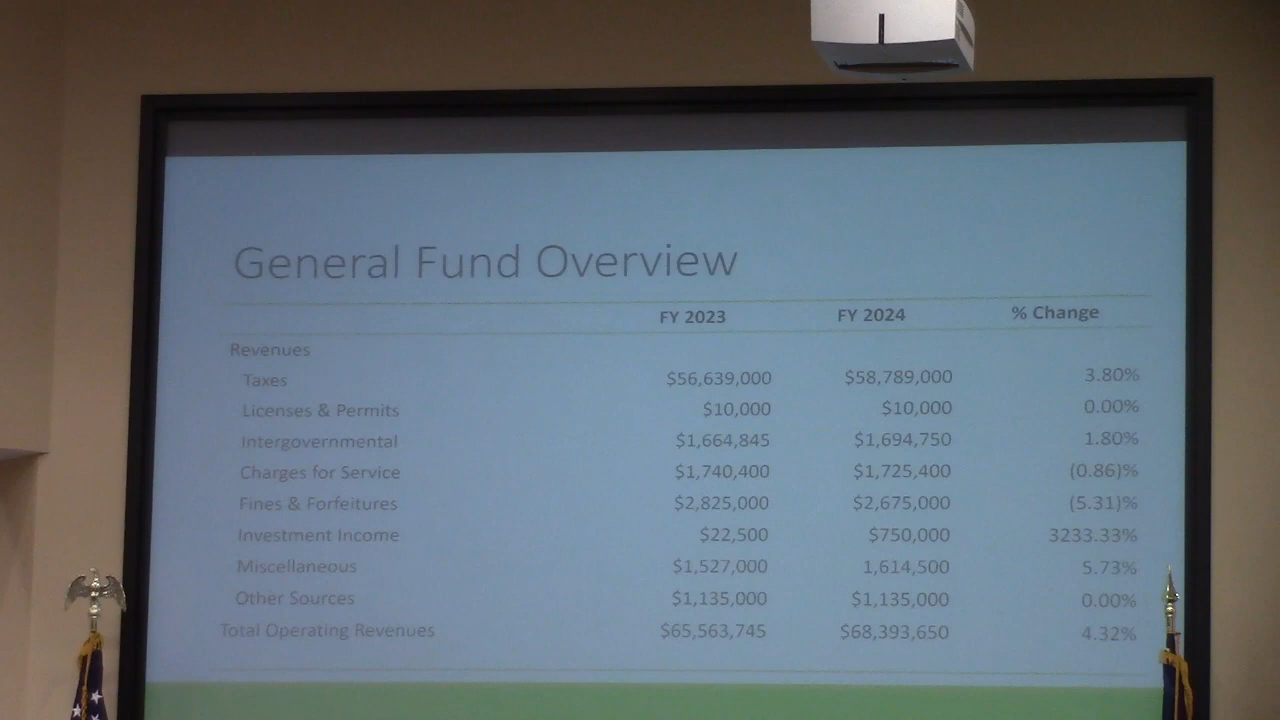 General Fund Overview
FY 2023 FY 2024 % Change
Revenues
Taxes $56,639,000 $58,789,000 3.80%
Licenses & Permits $10,000 $10,000 0.00%
Intergovernmental $1,664,845 $1,694,750 1.80%
Charges for Service $1,740,400 $1,725,400 (0.86)%
Fines & Forfeitures $2,825,000 $2,675,000 (5.31)%
Investment Income $22,500 $750,000 3233.33%
Miscellaneous $1,527,000 1,614,500 5.73%
Other Sources $1,135,000 $1,135,000 0.00%
Total Operating Revenues $65,563,745 $68,393,650 4.32%